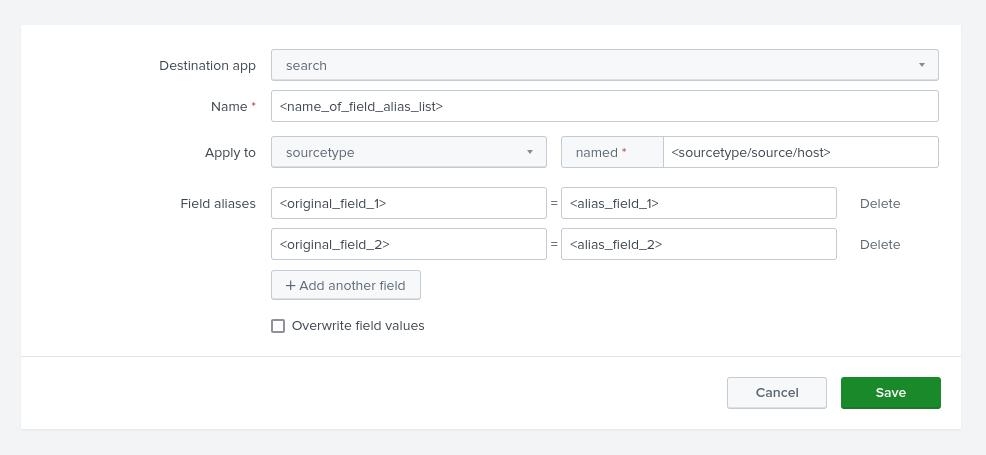 Destination app search
Name * <name_of_field_alias_list>
Apply to sourcetype named * <sourcetype/source/host>
Field aliases <original_field_1> = <alias_field_1> Delete
<original_field_2> = <alias_field_2> Delete
+ Add another field
Overwrite field values
Cancel Save